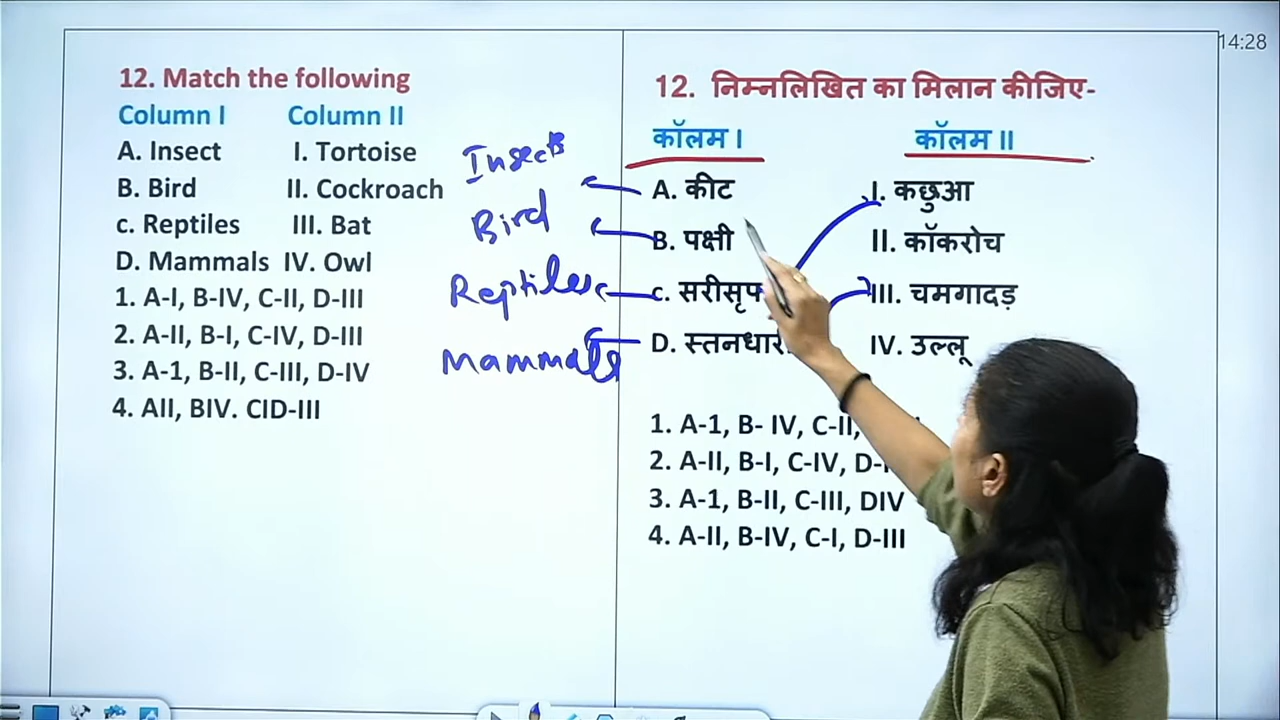 14:28
12. Match the following
Column I Column II
A. Insect I. Tortoise
B. Bird II. Cockroach
c. Reptiles III. Bat
D. Mammals IV. Owl
1. A-I, B-IV, C-II, D-III
2. A-II, B-I, C-IV, D-III
3. A-1, B-II, C-III, D-IV
4. AII, BIV. CID-III
Insects
Bird
Reptiles
Mammals
12. निम्नलिखित का मिलान कीजिए-
कॉलम I कॉलम II
A. कीट I. कछुआ
B. पक्षी II. कॉकरोच
c. III. चमगादड़
D. IV. उल्लू
1. A-1, B- IV, C-II,
2. A-II, B-I, C-IV,
3. A-1, B-II, C-III, DIV
4. A-II, B-IV, C-I, D-III